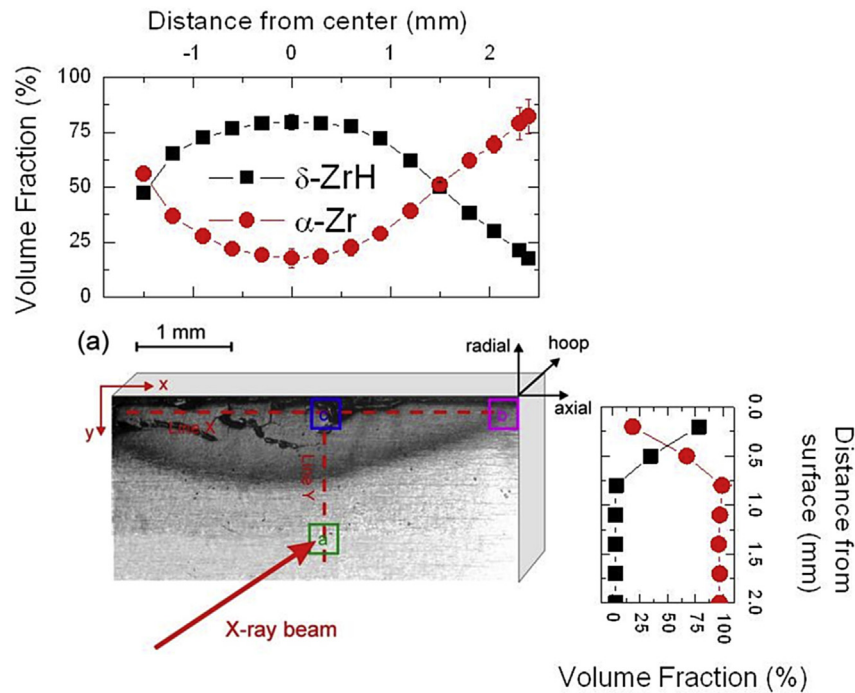 Distance from center (mm)
-1 0 1 2
Volume Fraction (%)
100
75
50
25
0
δ-ZrH
α-Zr
(a)
1 mm
radial
hoop
axial
x
y
Line X
Line Y
c
b
a
X-ray beam
0.0
0.5
1.0
1.5
2.0
Distance from
surface (mm)
0 25 50 75 100
Volume Fraction (%)